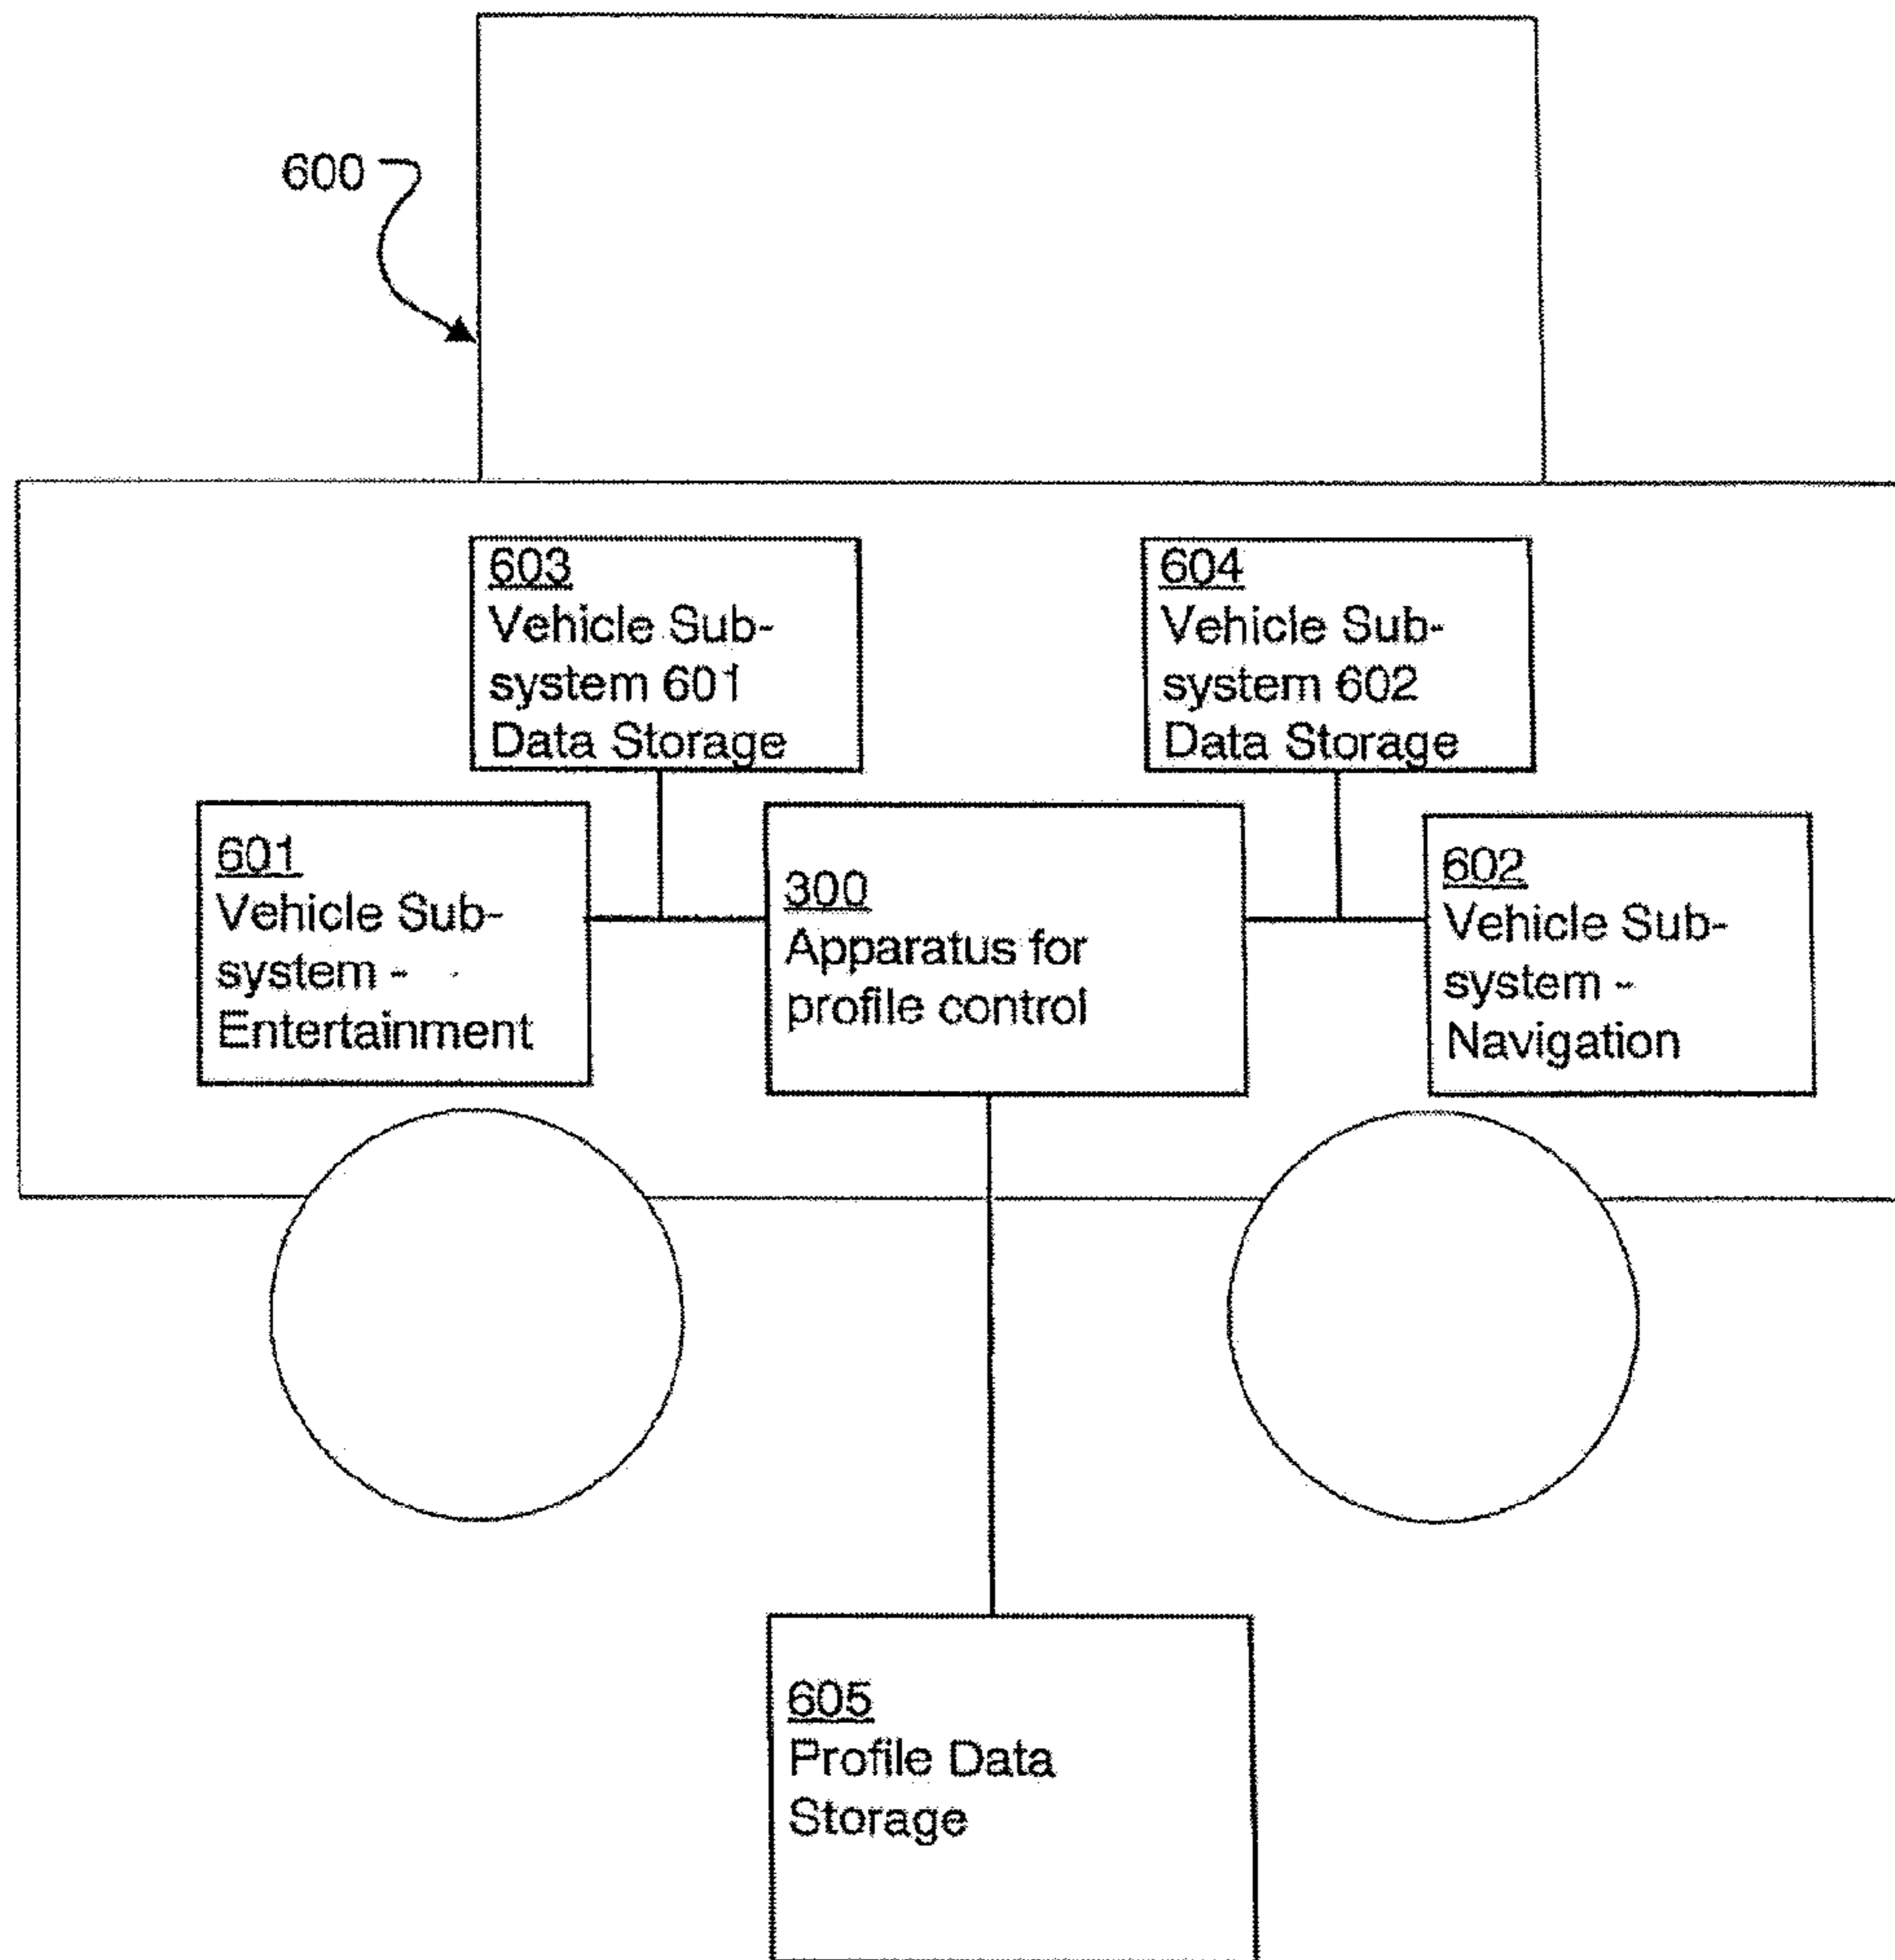 600
603
Vehicle Sub-
system 601
Data Storage
604
Vehicle Sub-
system 602
Data Storage
601
Vehicle Sub-
system -
Entertainment
300
Apparatus for
profile control
602
Vehicle Sub-
system -
Navigation
605
Profile Data
Storage